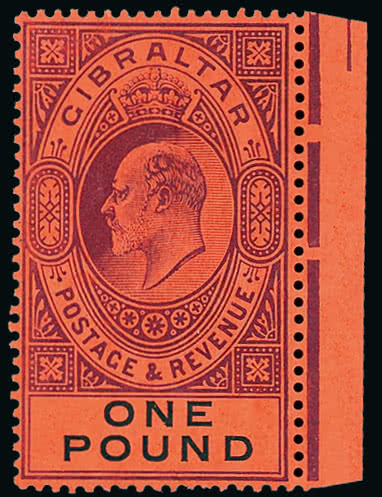 GIBRALTAR
POSTAGE & REVENUE
ONE
POUND